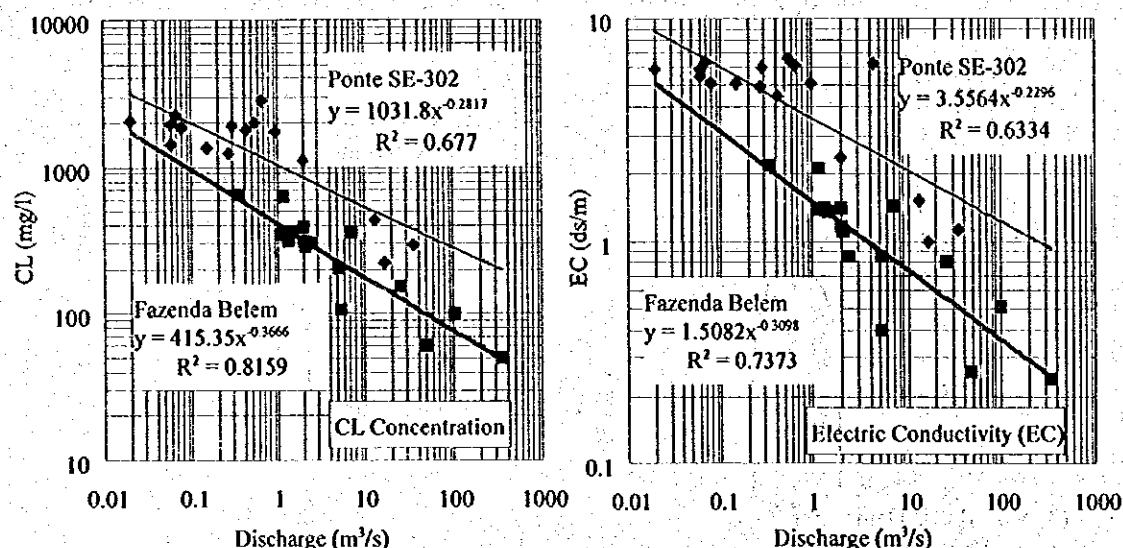 10000
1000
100
10
CL (mg/l)
Ponte SE-302
y = 1031.8x^-0.2817
R² = 0.677
Fazenda Belem
y = 415.35x^-0.3666
R² = 0.8159
CL Concentration
0.01 0.1 1 10 100 1000
Discharge (m³/s)
10
1
0.1
EC (ds/m)
Ponte SE-302
y = 3.5564x^-0.2296
R² = 0.6334
Fazenda Belem
y = 1.5082x^-0.3098
R² = 0.7373
Electric Conductivity (EC)
0.01 0.1 1 10 100 1000
Discharge (m³/s)